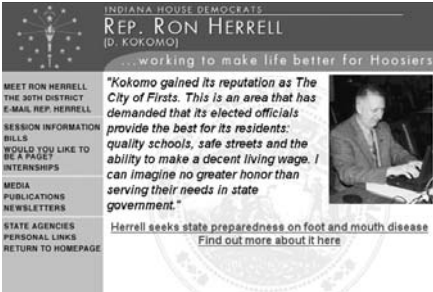 INDIANA HOUSE DEMOCRATS
REP. RON HERRELL
(D. KOKOMO)
...working to make life better for Hoosiers
MEET RON HERRELL
THE 30TH DISTRICT
E-MAIL REP. HERRELL
SESSION INFORMATION
BILLS
WOULD YOU LIKE TO
BE A PAGE?
INTERNSHIPS
MEDIA
PUBLICATIONS
NEWSLETTERS
STATE AGENCIES
PERSONAL LINKS
RETURN TO HOMEPAGE
"Kokomo gained its reputation as The
City of Firsts. This is an area that has
demanded that its elected officials
provide the best for its residents:
quality schools, safe streets and the
ability to make a decent living wage. I
can imagine no greater honor than
serving their needs in state
government."
Herrell seeks state preparedness on foot and mouth disease
Find out more about it here